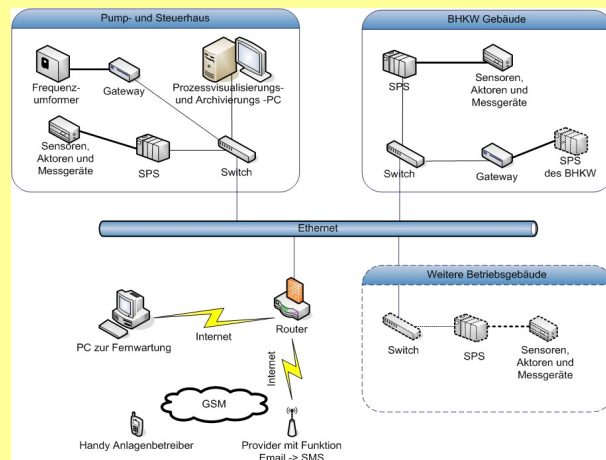 Pump- und Steuerhaus
Frequenz-
umformer
Gateway
Prozessvisualisierungs-
und Archivierungs -PC
Sensoren,
Aktoren und
Messgeräte
SPS
Switch
BHKW Gebäude
SPS
Sensoren,
Aktoren und
Messgeräte
Switch
Gateway
SPS
des BHKW
Ethernet
Weitere Betriebsgebäude
Switch
SPS
Sensoren,
Aktoren und
Messgeräte
PC zur Fernwartung
Internet
Router
Internet
GSM
Handy Anlagenbetreiber
Provider mit Funktion
Email -> SMS